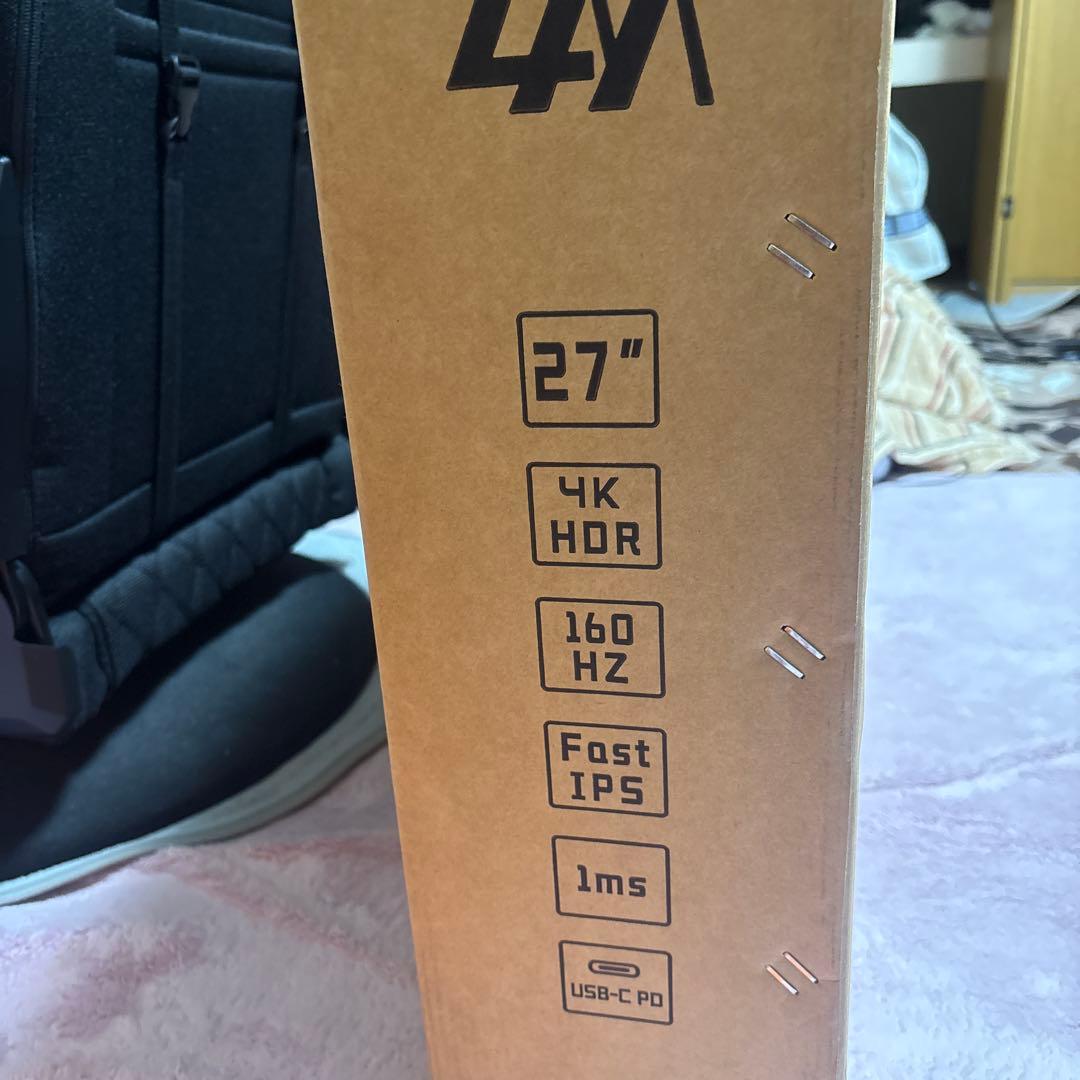 27"
4K
HDR
160
HZ
Fast
IPS
1ms
USB-C PD